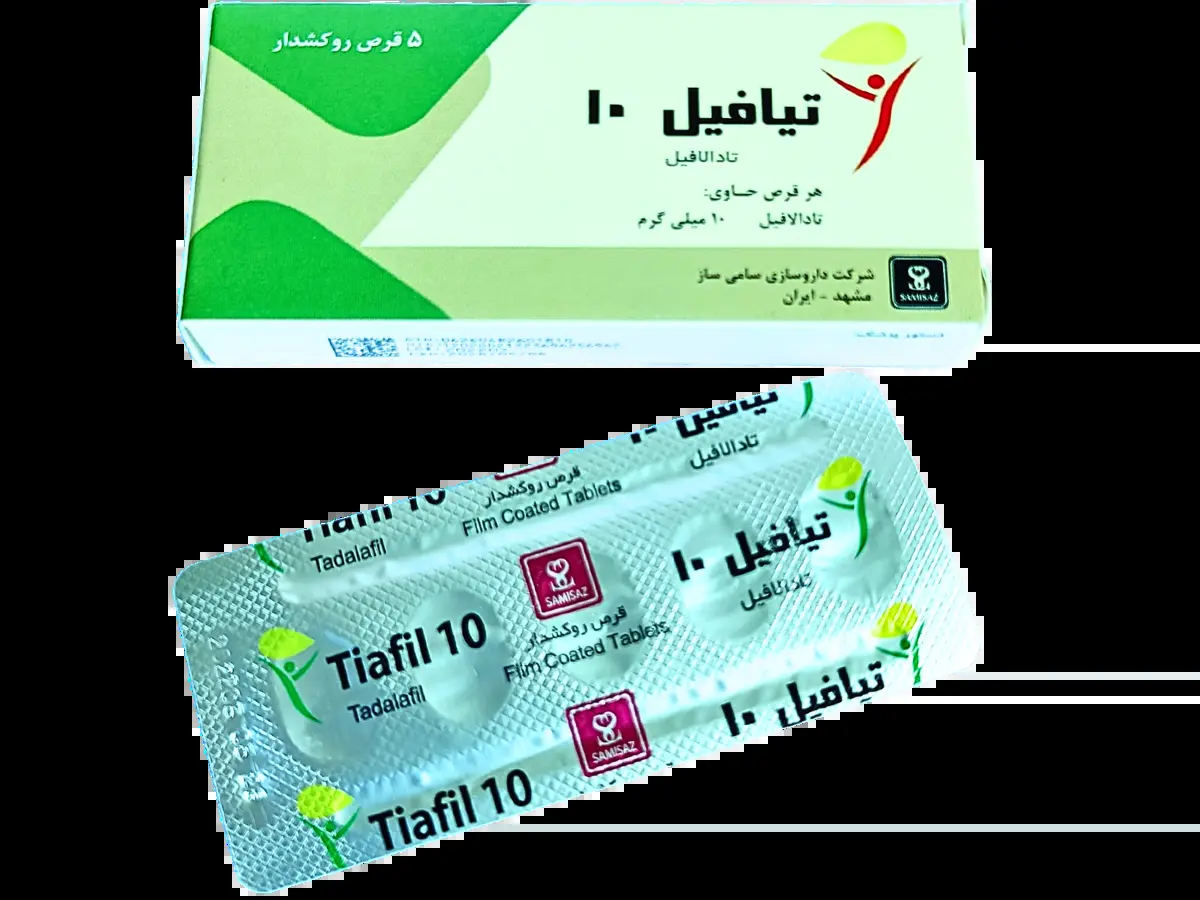 ۵ قرص روکشدار
تیافیل ۱۰
تادالافیل
هر قرص حاوی:
تادالافیل ۱۰ میلی گرم
شرکت داروسازی سامی ساز
مشهد - ایران
SAMISAZ
تیافیل ۱۰
تادالافیل
قرص روکشدار
Film Coated Tablets
Tiafil 10
Tadalafil
تیافیل ۱۰
تادالافیل
SAMISAZ
قرص روکشدار
Film Coated Tablets
Tiafil 10
Tadalafil
تیافیل ۱۰
SAMISAZ
Tiafil 10